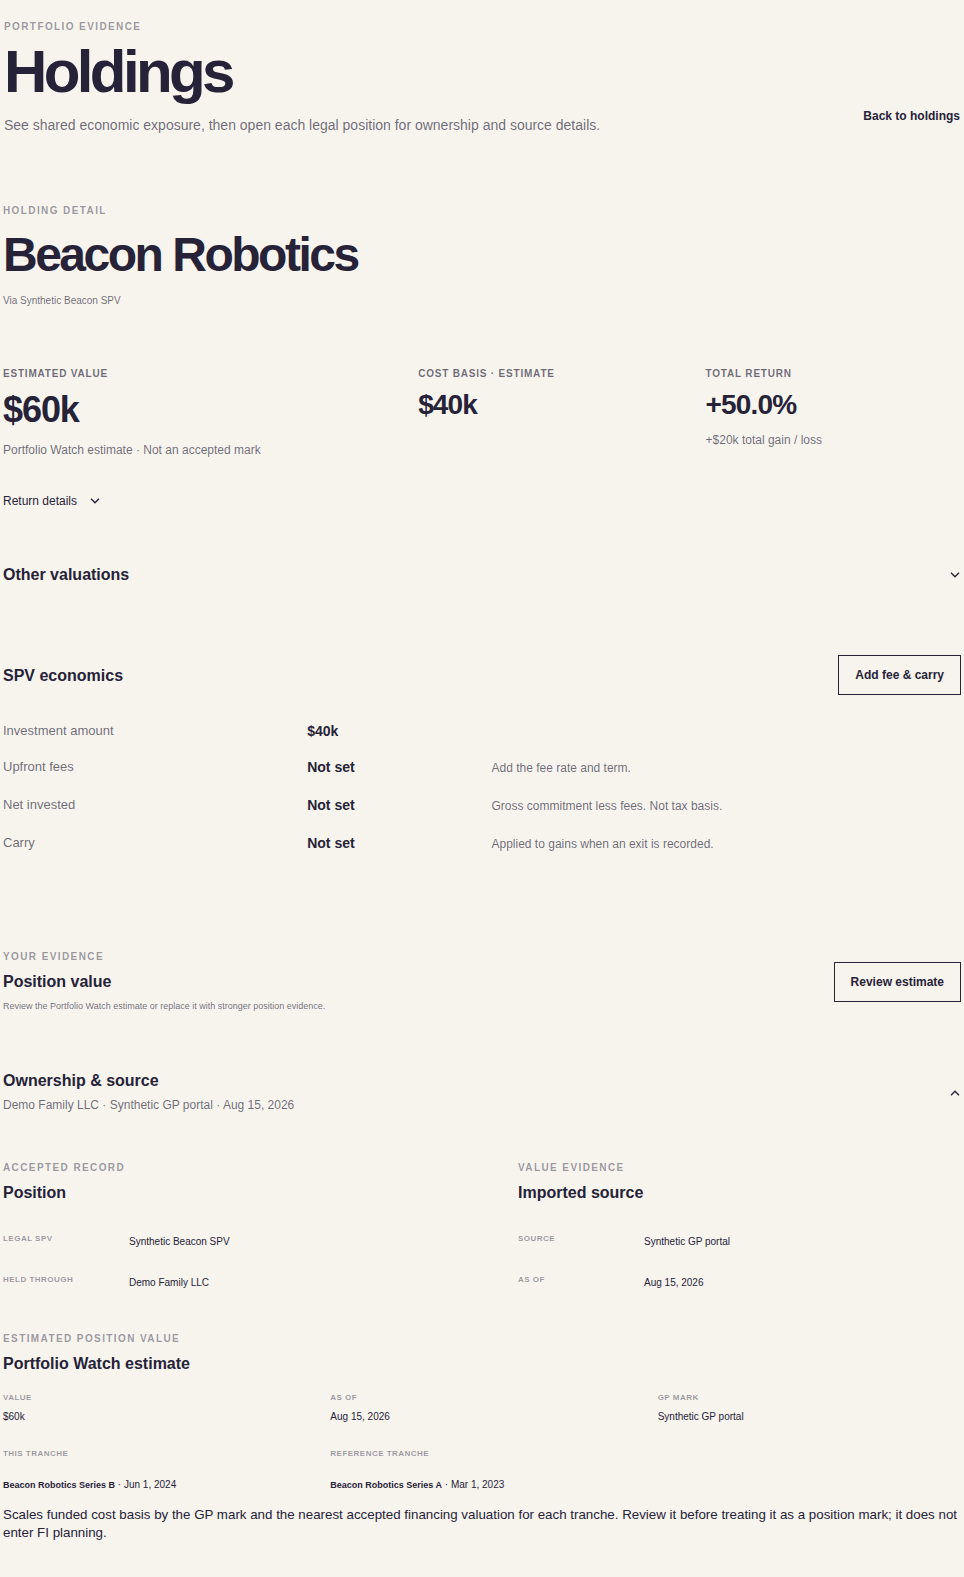 PORTFOLIO EVIDENCE
Holdings
See shared economic exposure, then open each legal position for ownership and source details.
Back to holdings
HOLDING DETAIL
Beacon Robotics
Via Synthetic Beacon SPV
ESTIMATED VALUE
$60k
Portfolio Watch estimate · Not an accepted mark
COST BASIS · ESTIMATE
$40k
TOTAL RETURN
+50.0%
+$20k total gain / loss
Return details
Other valuations
SPV economics
Add fee & carry
Investment amount $40k
Upfront fees Not set Add the fee rate and term.
Net invested Not set Gross commitment less fees. Not tax basis.
Carry Not set Applied to gains when an exit is recorded.
YOUR EVIDENCE
Position value
Review the Portfolio Watch estimate or replace it with stronger position evidence.
Review estimate
Ownership & source
Demo Family LLC · Synthetic GP portal · Aug 15, 2026
ACCEPTED RECORD
Position
LEGAL SPV Synthetic Beacon SPV
HELD THROUGH Demo Family LLC
VALUE EVIDENCE
Imported source
SOURCE Synthetic GP portal
AS OF Aug 15, 2026
ESTIMATED POSITION VALUE
Portfolio Watch estimate
VALUE
$60k
AS OF
Aug 15, 2026
GP MARK
Synthetic GP portal
THIS TRANCHE
Beacon Robotics Series B · Jun 1, 2024
REFERENCE TRANCHE
Beacon Robotics Series A · Mar 1, 2023
Scales funded cost basis by the GP mark and the nearest accepted financing valuation for each tranche. Review it before treating it as a position mark; it does not
enter FI planning.